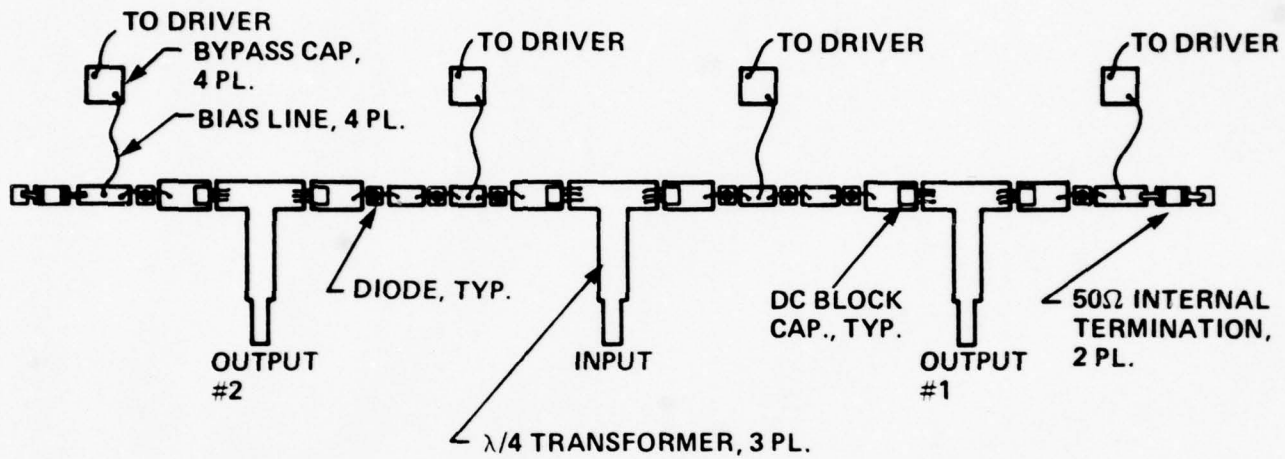 TO DRIVER
BYPASS CAP,
4 PL.
BIAS LINE, 4 PL.
TO DRIVER
TO DRIVER
TO DRIVER
DIODE, TYP.
DC BLOCK
CAP., TYP.
50Ω INTERNAL
TERMINATION,
2 PL.
OUTPUT
#2
INPUT
OUTPUT
#1
λ/4 TRANSFORMER, 3 PL.